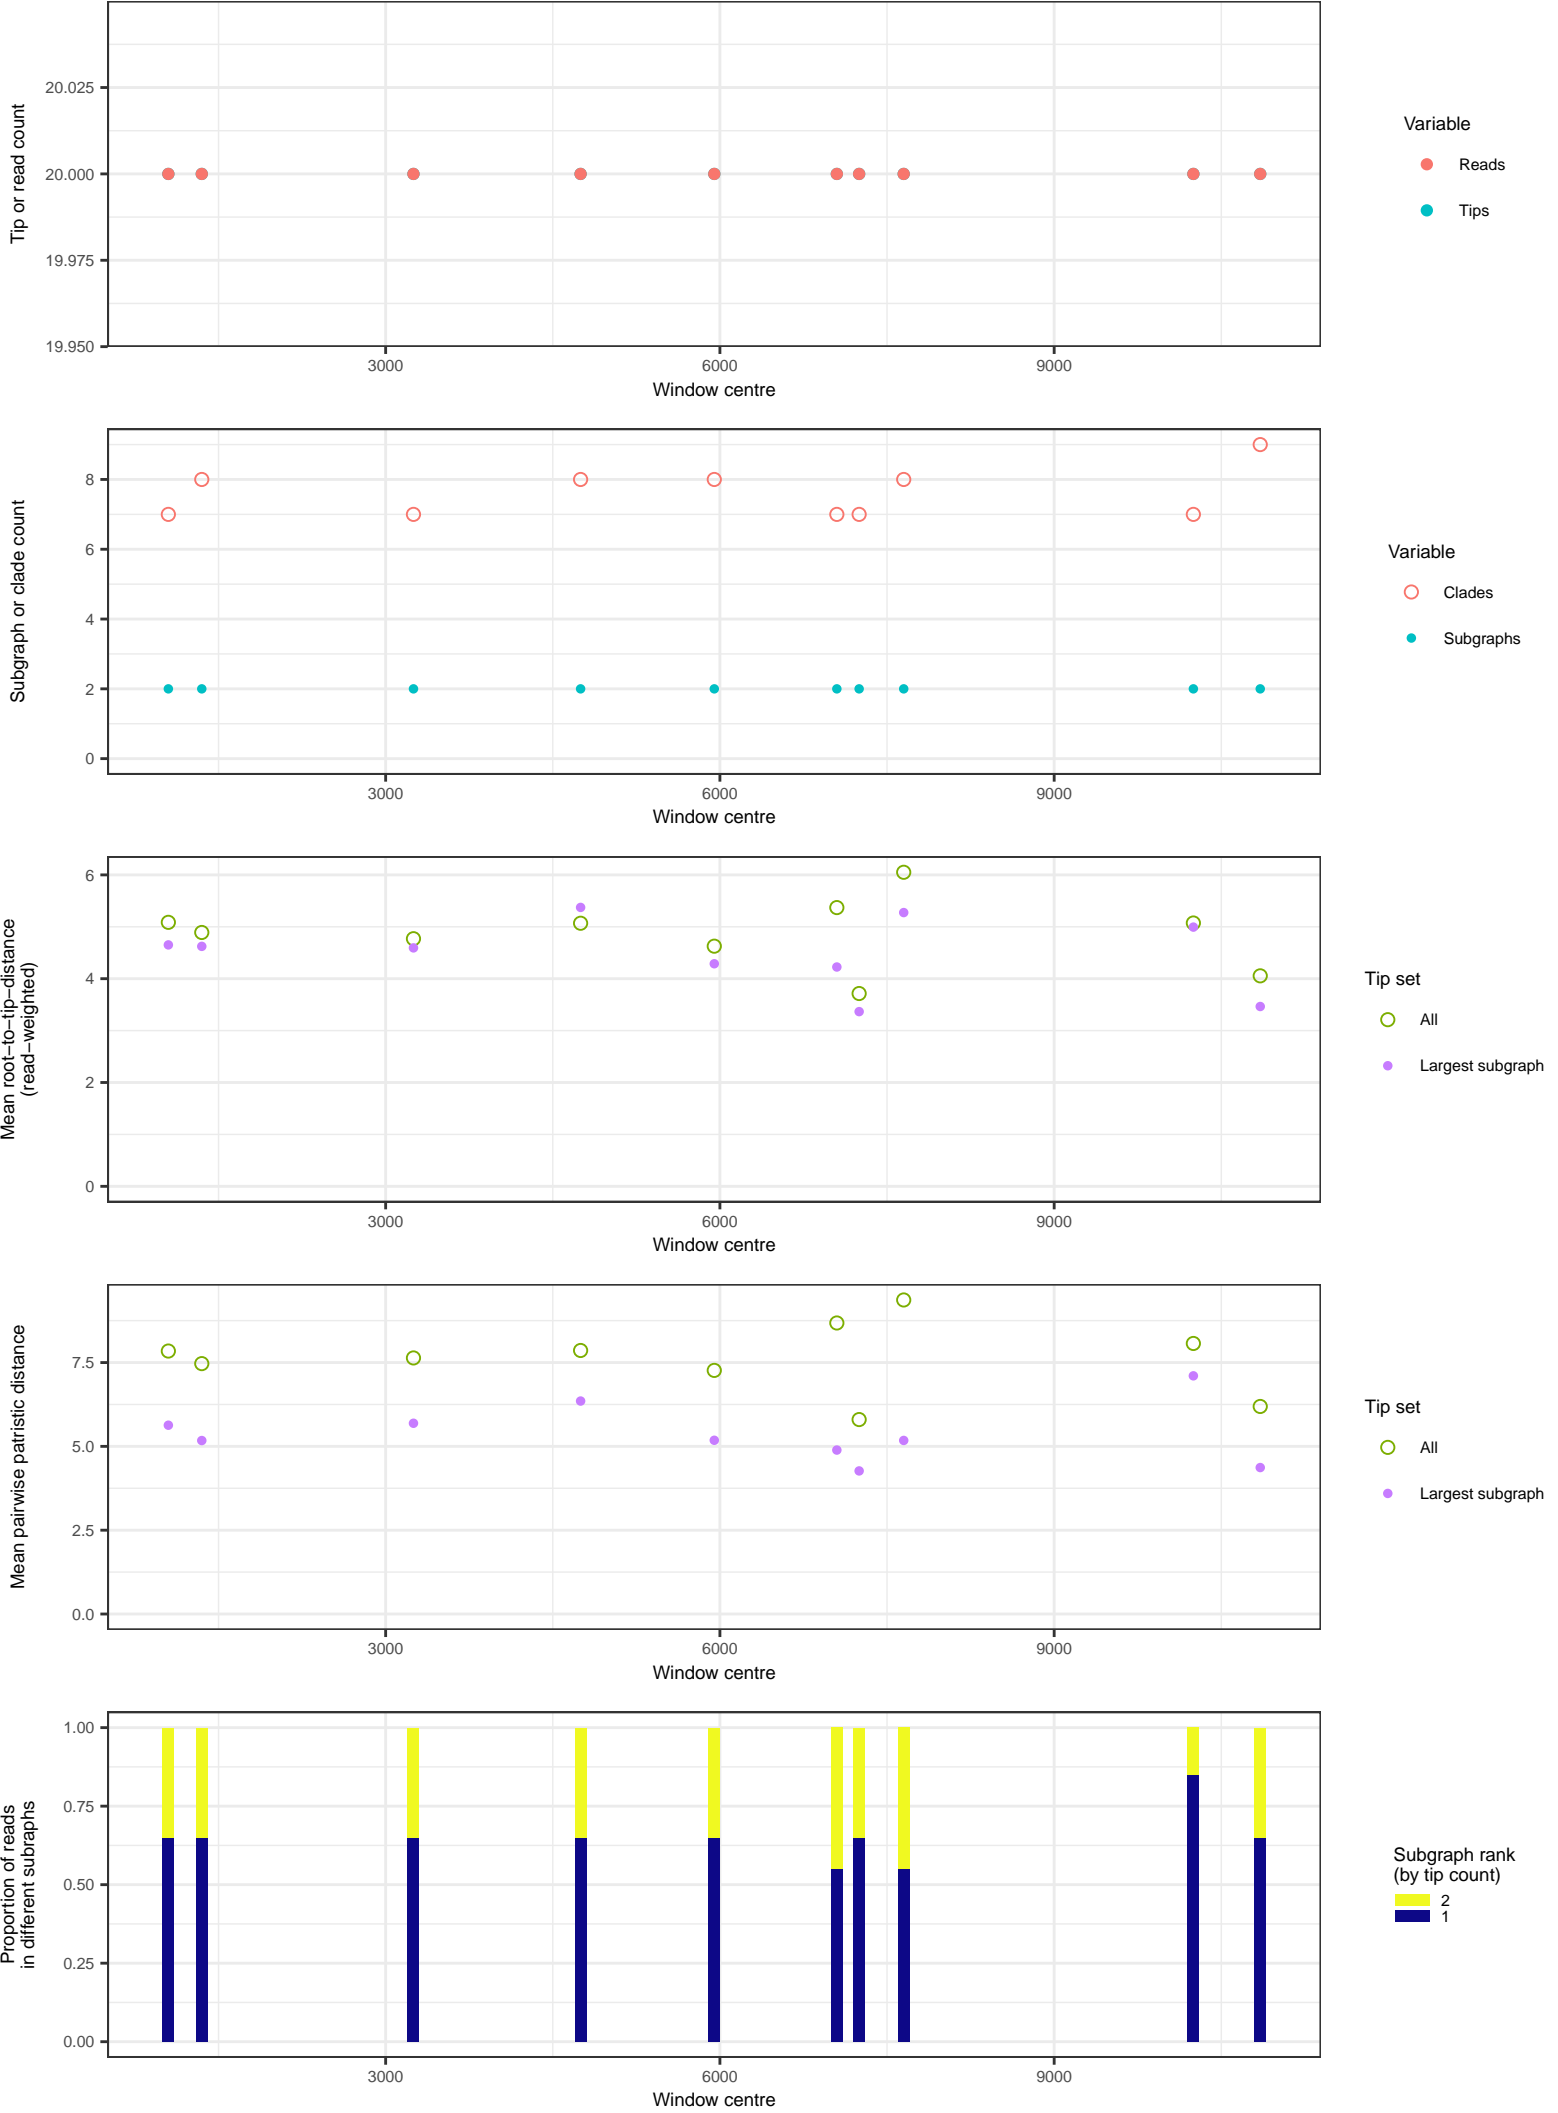 Tip or read count
20.025
20.000
19.975
19.950
3000
6000
9000
Window centre
Variable
Reads
Tips
Subgraph or clade count
8
6
4
2
0
3000
6000
9000
Window centre
Variable
Clades
Subgraphs
Mean root−to−tip−distance
(read−weighted)
6
4
2
0
3000
6000
9000
Window centre
Tip set
All
Largest subgraph
Mean pairwise patristic distance
7.5
5.0
2.5
0.0
3000
6000
9000
Window centre
Tip set
All
Largest subgraph
Proportion of reads
in different subraphs
1.00
0.75
0.50
0.25
0.00
3000
6000
9000
Window centre
Subgraph rank
(by tip count)
2
1